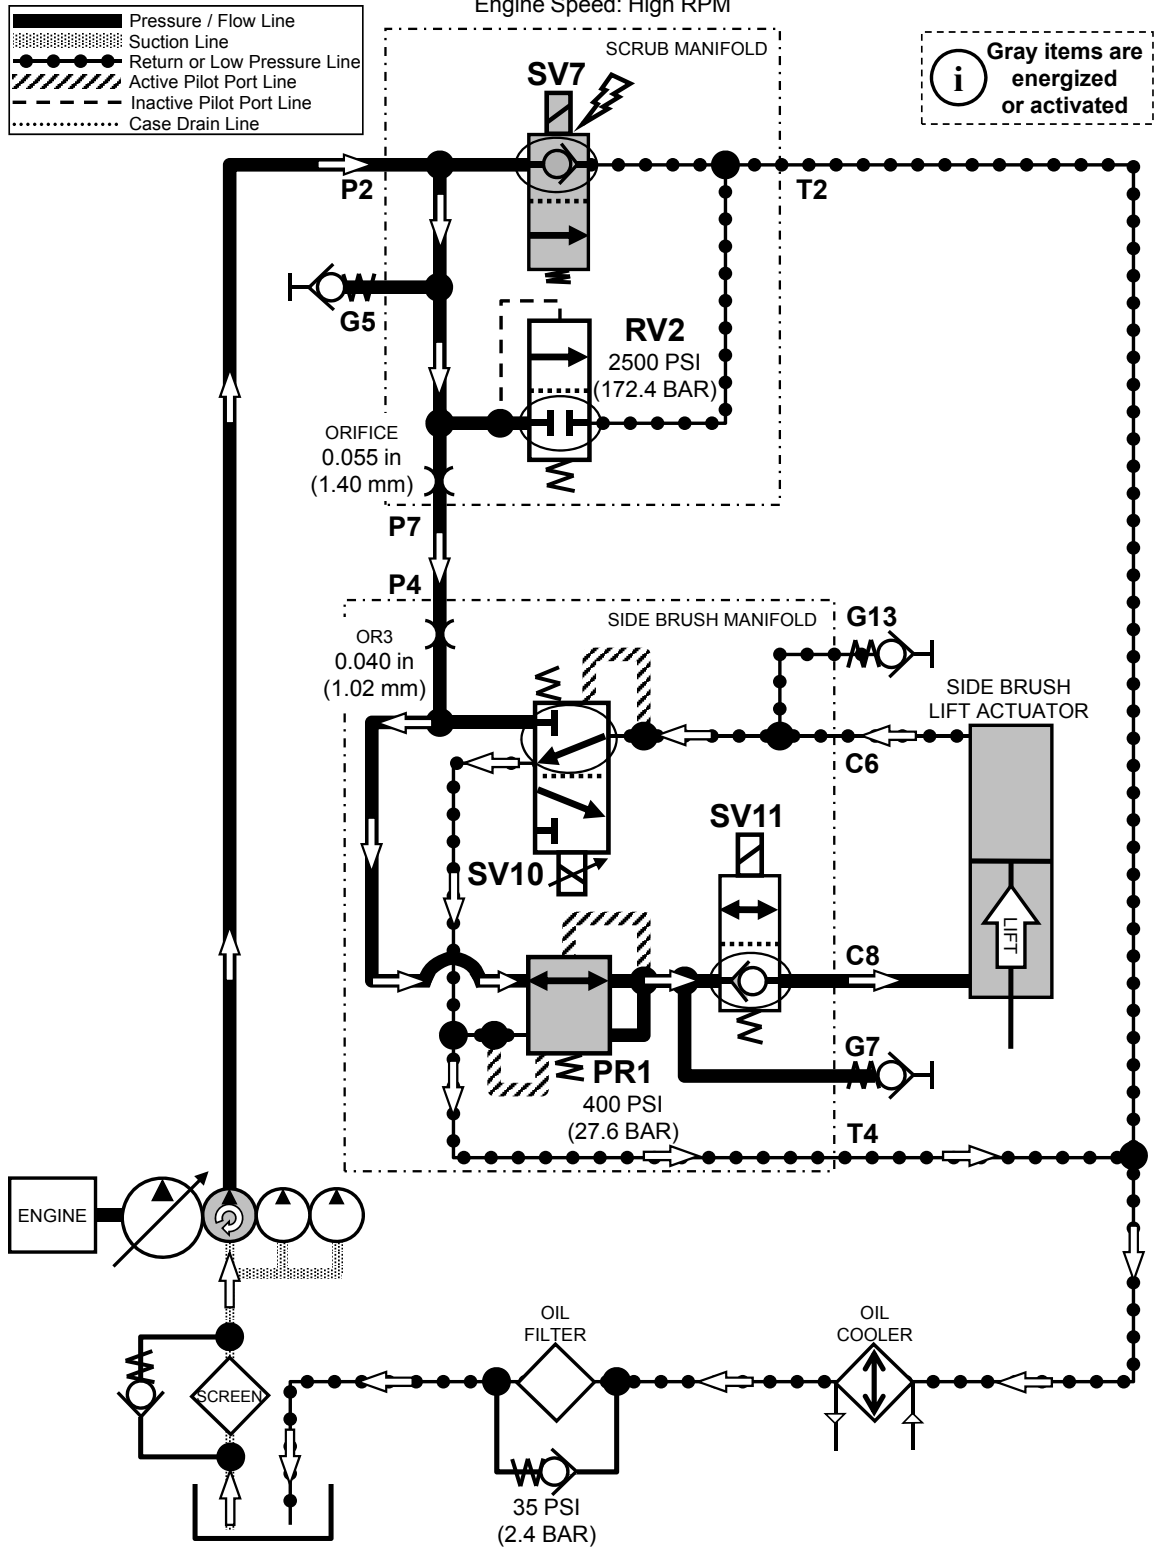 Engine Speed: High RPM
Pressure / Flow Line
Suction Line
Return or Low Pressure Line
Active Pilot Port Line
Inactive Pilot Port Line
Case Drain Line
SCRUB MANIFOLD
i
Gray items are
energized
or activated
SV7
P2
T2
G5
RV2
2500 PSI
(172.4 BAR)
ORIFICE
0.055 in
(1.40 mm)
P7
P4
SIDE BRUSH MANIFOLD
G13
OR3
0.040 in
(1.02 mm)
SIDE BRUSH
LIFT ACTUATOR
C6
SV11
SV10
LIFT
C8
G7
PR1
400 PSI
(27.6 BAR)
T4
ENGINE
OIL
FILTER
OIL
COOLER
SCREEN
35 PSI
(2.4 BAR)